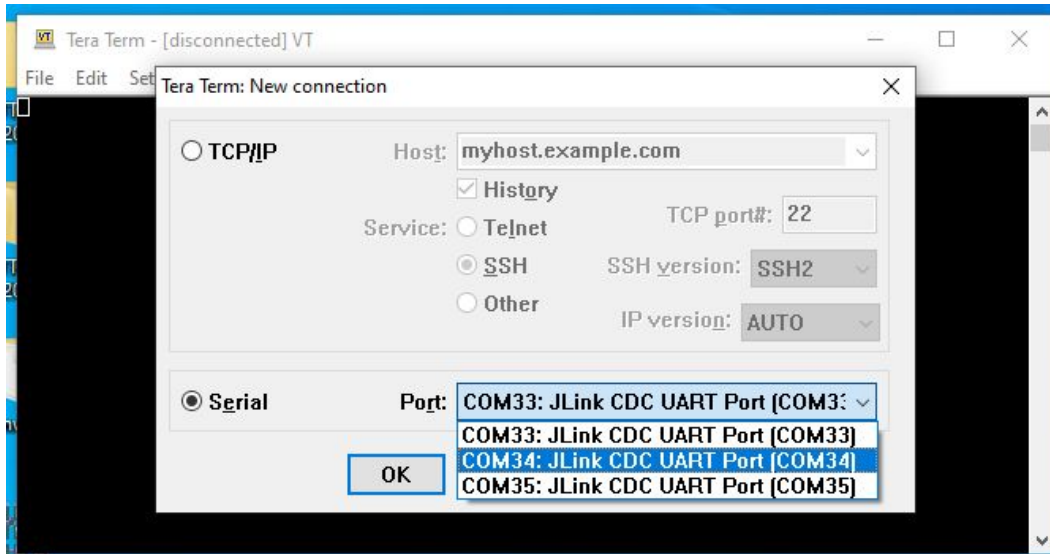 Tera Term - [disconnected] VT
File Edit Set
Tera Term: New connection
TCP/IP Host: myhost.example.com
History
Service: Telnet TCP port#: 22
SSH SSH version: SSH2
Other IP version: AUTO
Serial Port: COM33: JLink CDC UART Port (COM33
COM33: JLink CDC UART Port (COM33)
COM34: JLink CDC UART Port (COM34)
OK COM35: JLink CDC UART Port (COM35)